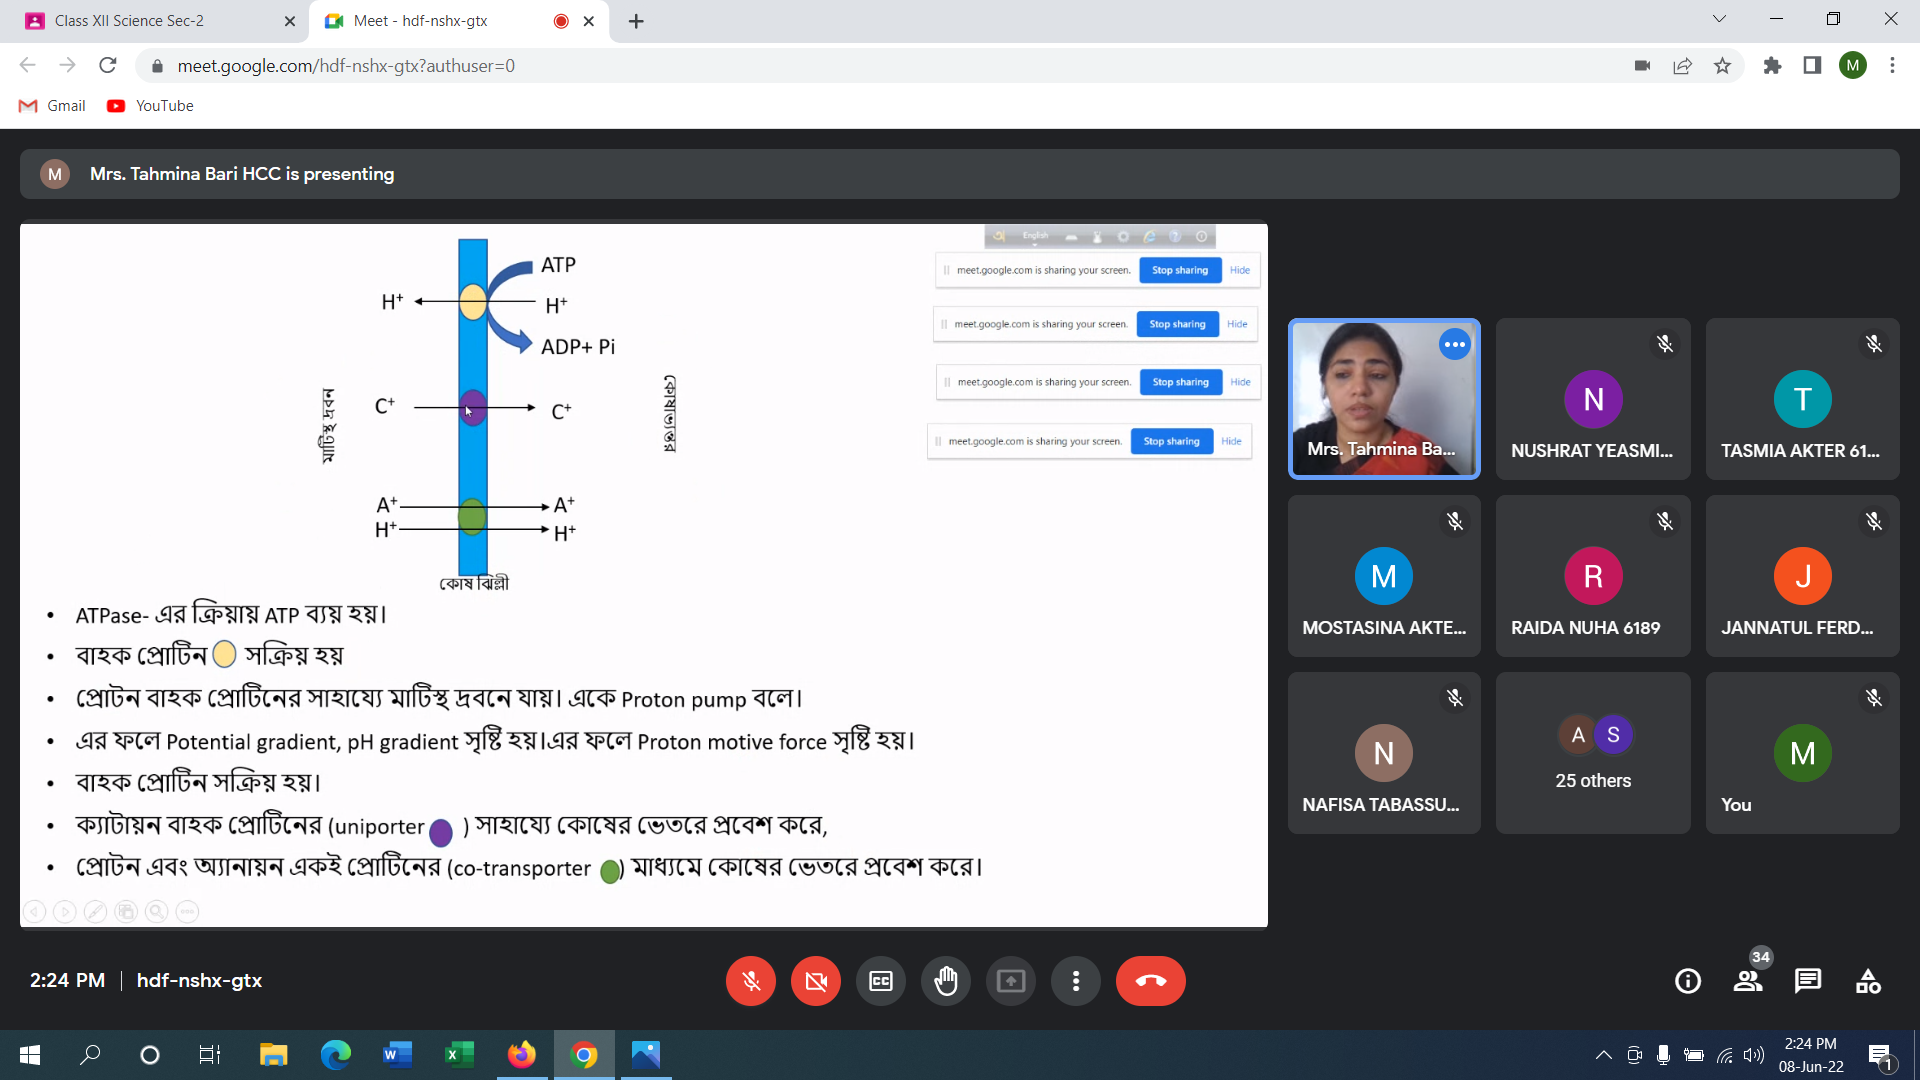 Class XII Science Sec-2
Meet - hdf-nshx-gtx
meet.google.com/hdf-nshx-gtx?authuser=0
M
Gmail
YouTube
M
Mrs. Tahmina Bari HCC is presenting
English
meet.google.com is sharing your screen. Stop sharing Hide
meet.google.com is sharing your screen. Stop sharing Hide
meet.google.com is sharing your screen. Stop sharing Hide
meet.google.com is sharing your screen. Stop sharing Hide
ATP
H+ H+
ADP+ Pi
মাটিস্থ দ্রবন
C+ C+
কোষাভ্যন্তর
A+ A+
H+ H+
কোষ ঝিল্লী
• ATPase- এর ক্রিয়ায় ATP ব্যয় হয়।
• বাহক প্রোটিন সক্রিয় হয়
• প্রোটন বাহক প্রোটিনের সাহায্যে মাটিস্থ দ্রবনে যায়। একে Proton pump বলে।
• এর ফলে Potential gradient, pH gradient সৃষ্টি হয়।এর ফলে Proton motive force সৃষ্টি হয়।
• বাহক প্রোটিন সক্রিয় হয়।
• ক্যাটায়ন বাহক প্রোটিনের (uniporter ) সাহায্যে কোষের ভেতরে প্রবেশ করে,
• প্রোটন এবং অ্যানায়ন একই প্রোটিনের (co-transporter ) মাধ্যমে কোষের ভেতরে প্রবেশ করে।
Mrs. Tahmina Ba...
N
NUSHRAT YEASMI...
T
TASMIA AKTER 61...
M
MOSTASINA AKTE...
R
RAIDA NUHA 6189
J
JANNATUL FERD...
N
NAFISA TABASSU...
A S
25 others
M
You
2:24 PM | hdf-nshx-gtx
CC
34
2:24 PM
08-Jun-22
1